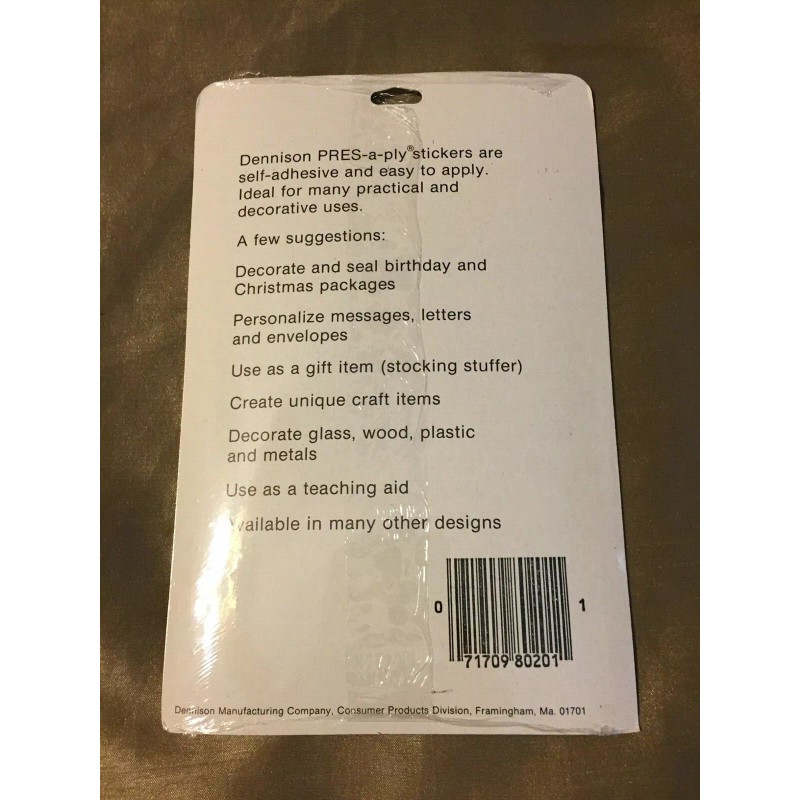 Dennison PRES-a-ply® stickers are
self-adhesive and easy to apply.
Ideal for many practical and
decorative uses.
A few suggestions:
Decorate and seal birthday and
Christmas packages
Personalize messages, letters
and envelopes
Use as a gift item (stocking stuffer)
Create unique craft items
Decorate glass, wood, plastic
and metals
Use as a teaching aid
Available in many other designs
0 71709 80201 1
Dennison Manufacturing Company, Consumer Products Division, Framingham, Ma. 01701